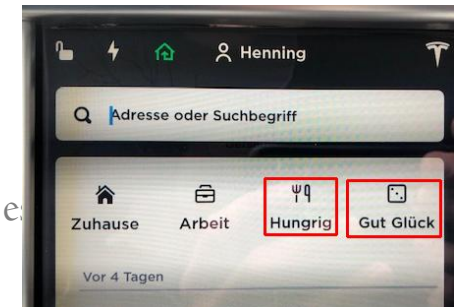 Henning
Adresse oder Suchbegriff
Zuhause Arbeit Hungrig Gut Glück
Vor 4 Tagen